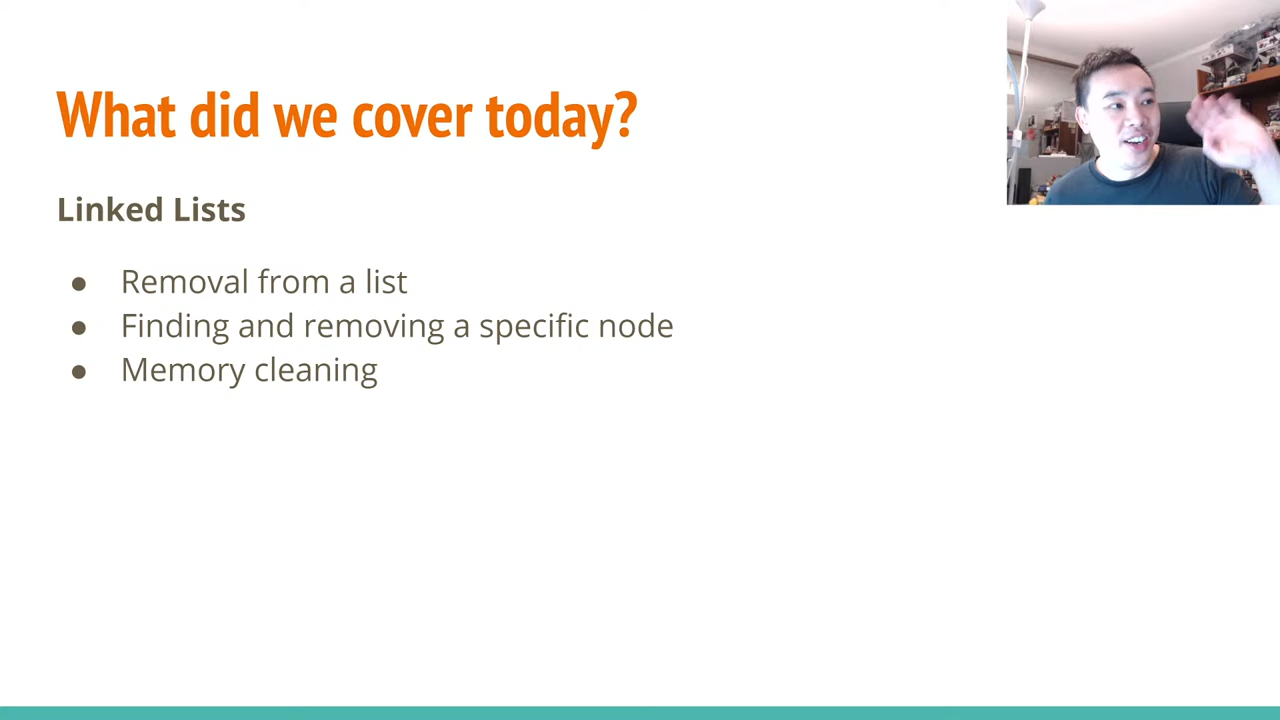 What did we cover today?
Linked Lists
● Removal from a list
● Finding and removing a specific node
● Memory cleaning